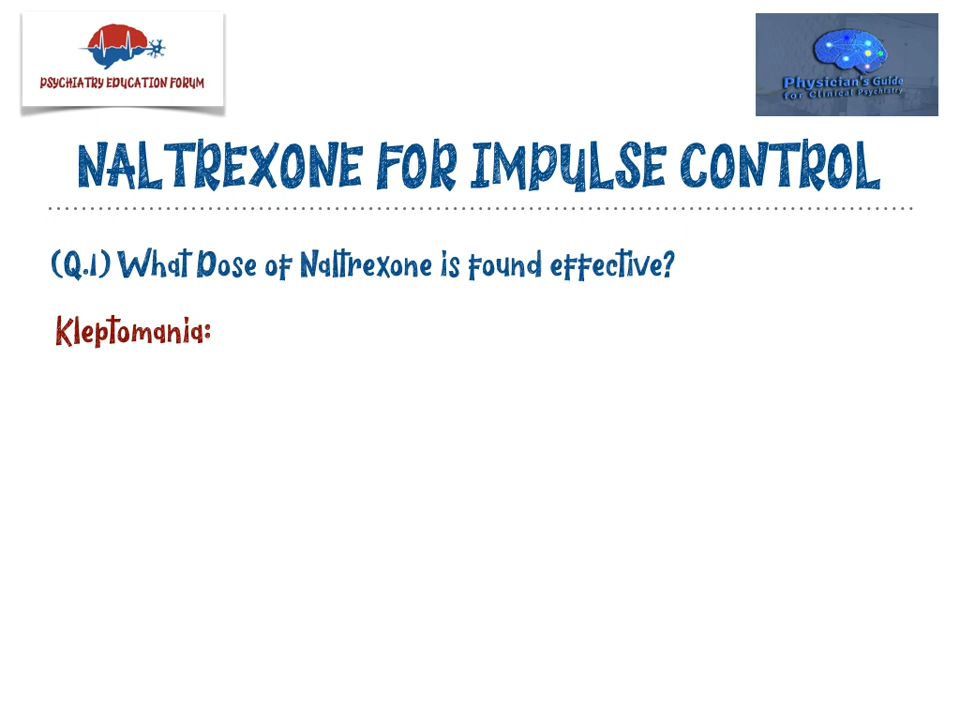 PSYCHIATRY EDUCATION FORUM
Physician's Guide
for Clinical Psychiatry
NALTREXONE FOR IMPULSE CONTROL
(Q.1) What Dose of Naltrexone is found effective?
Kleptomania: